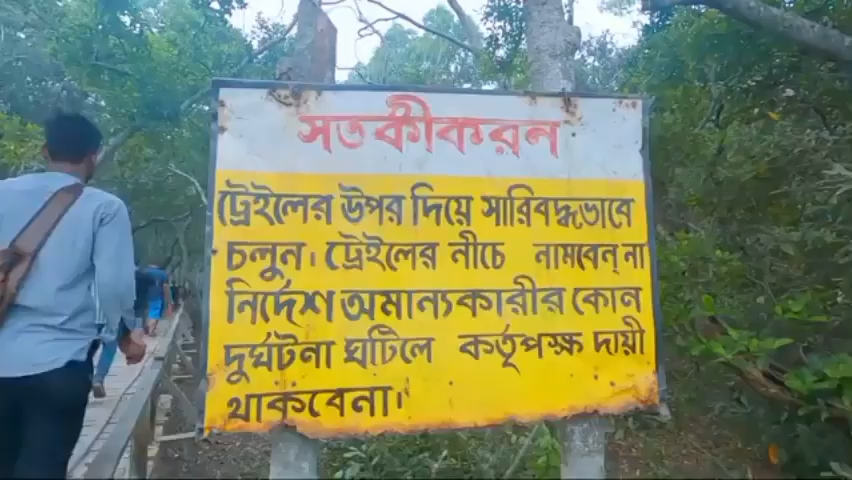 সতর্কীকরন
ট্রেইলের উপর দিয়ে সারিবদ্ধভাবে
চলুন। ট্রেইলের নীচে নামবেন না
নির্দেশ অমান্যকারীর কোন
দুর্ঘটনা ঘটিলে কর্তৃপক্ষ দায়ী
থাকবেনা।